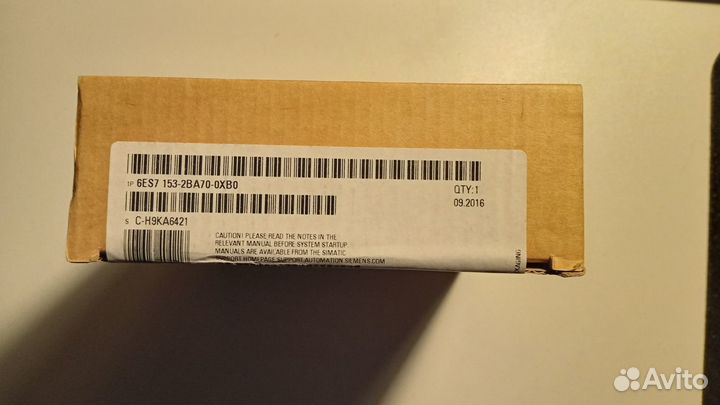 1P 6ES7 153-2BA70-0XB0
QTY:1
09.2016
S C-H9KA6421
CAUTION! PLEASE READ THE NOTES IN THE
RELEVANT MANUAL BEFORE SYSTEM STARTUP.
MANUALS ARE AVAILABLE FROM THE SIMATIC
SUPPORT HOMEPAGE SUPPORT.AUTOMATION.SIEMENS.COM
Avito